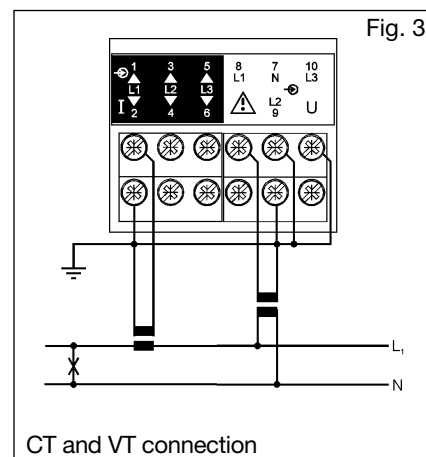 Fig. 3
1 3 5 8 7 10
L1 N L3
L1 L2 L3
I L2 U
2 4 6 9
L1
N
CT and VT connection